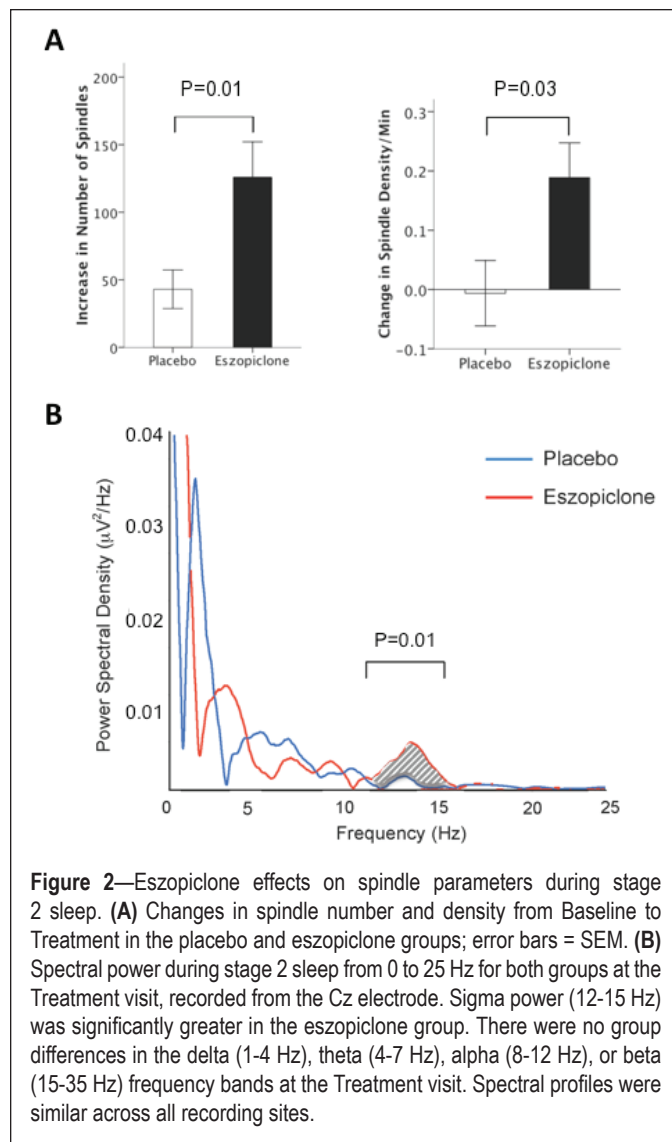 A
P=0.01
200
150
100
50
0
Increase in Number of Spindles
Placebo
Eszopiclone
P=0.03
0.3
0.2
0.1
0.0
−0.1
Change in Spindle Density/Min
Placebo
Eszopiclone
B
0.04
0.03
0.02
0.01
Power Spectral Density (μV²/Hz)
Placebo
Eszopiclone
P=0.01
0
5
10
15
20
25
Frequency (Hz)
Figure 2—Eszopiclone effects on spindle parameters during stage
2 sleep. (A) Changes in spindle number and density from Baseline to
Treatment in the placebo and eszopiclone groups; error bars = SEM. (B)
Spectral power during stage 2 sleep from 0 to 25 Hz for both groups at the
Treatment visit, recorded from the Cz electrode. Sigma power (12-15 Hz)
was significantly greater in the eszopiclone group. There were no group
differences in the delta (1-4 Hz), theta (4-7 Hz), alpha (8-12 Hz), or beta
(15-35 Hz) frequency bands at the Treatment visit. Spectral profiles were
similar across all recording sites.